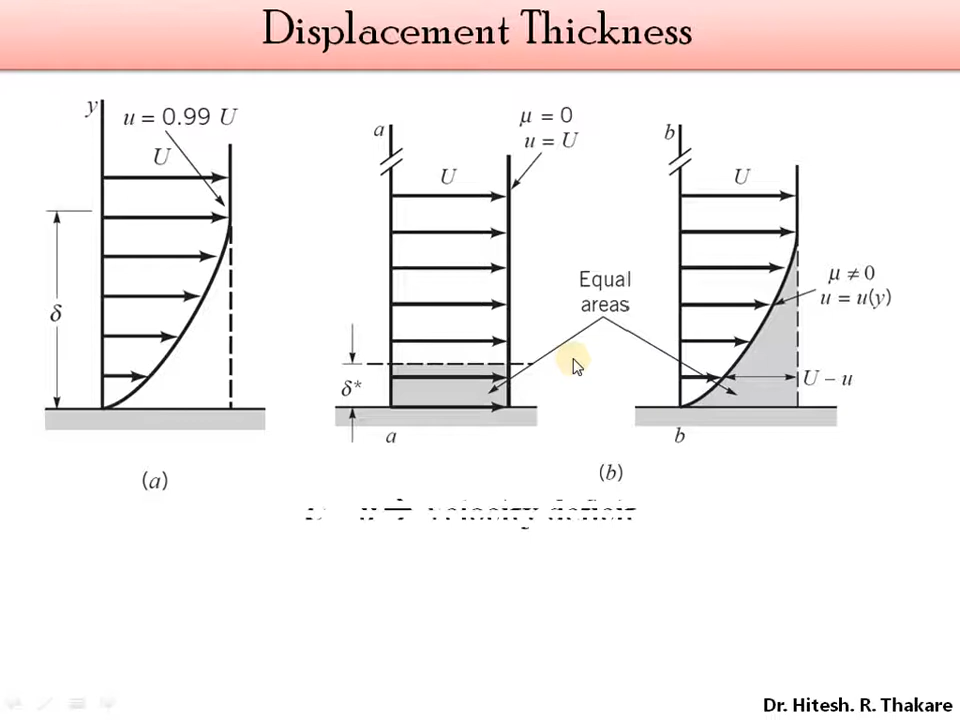 Displacement Thickness
y
u = 0.99 U
U
δ
(a)
a
μ = 0
u = U
U
δ*
a
Equal
areas
b
U
μ ≠ 0
u = u(y)
U – u
b
(b)
velocity deficit
Dr. Hitesh. R. Thakare